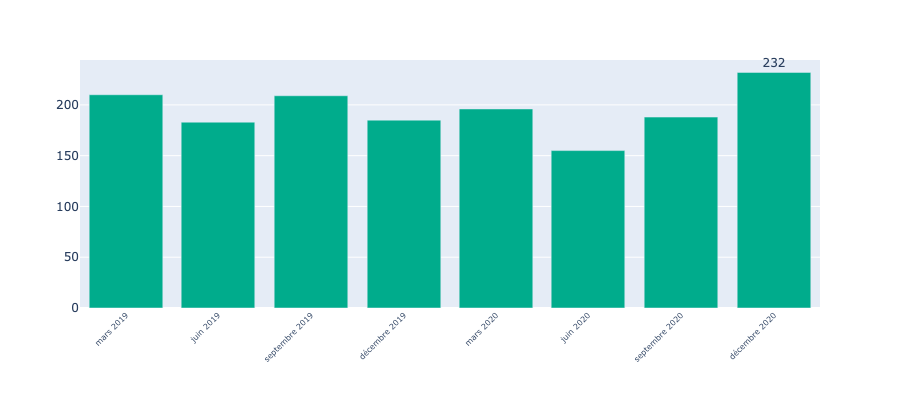 232
200
150
100
50
0
mars 2019
juin 2019
septembre 2019
décembre 2019
mars 2020
juin 2020
septembre 2020
décembre 2020